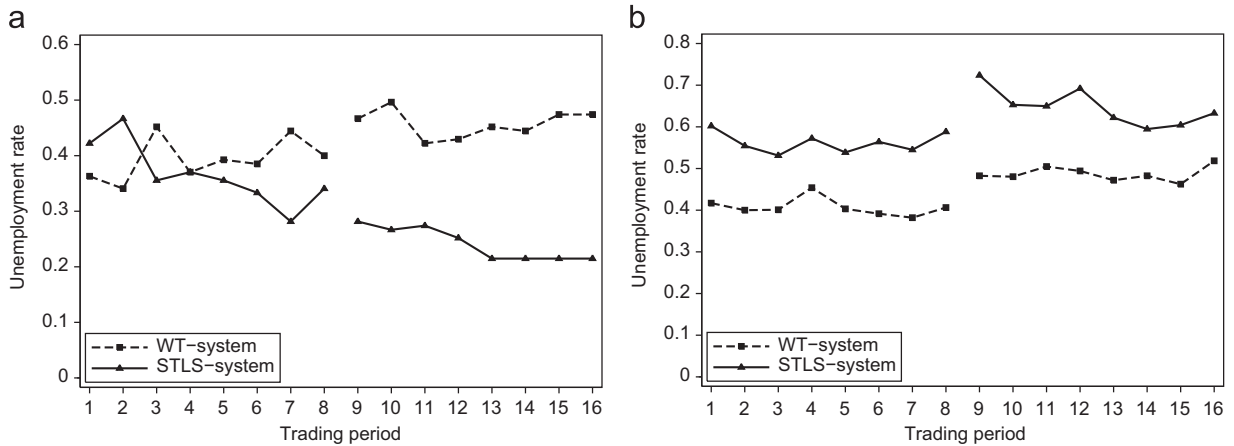 a
0.6
0.5
0.4
0.3
0.2
0.1
0
Unemployment rate
WT-system
STLS-system
1 2 3 4 5 6 7 8 9 10 11 12 13 14 15 16
Trading period
b
0.8
0.7
0.6
0.5
0.4
0.3
0.2
0.1
0
Unemployment rate
WT-system
STLS-system
1 2 3 4 5 6 7 8 9 10 11 12 13 14 15 16
Trading period